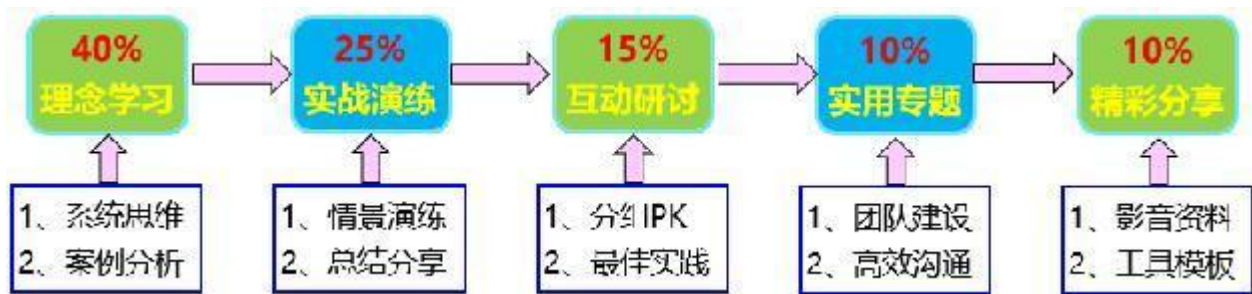 40%
理念学习
25%
实战演练
15%
互动研讨
10%
实用专题
10%
精彩分享
1、系统思维
2、案例分析
1、情景演练
2、总结分享
1、分组PK
2、最佳实践
1、团队建设
2、高效沟通
1、影音资料
2、工具模板